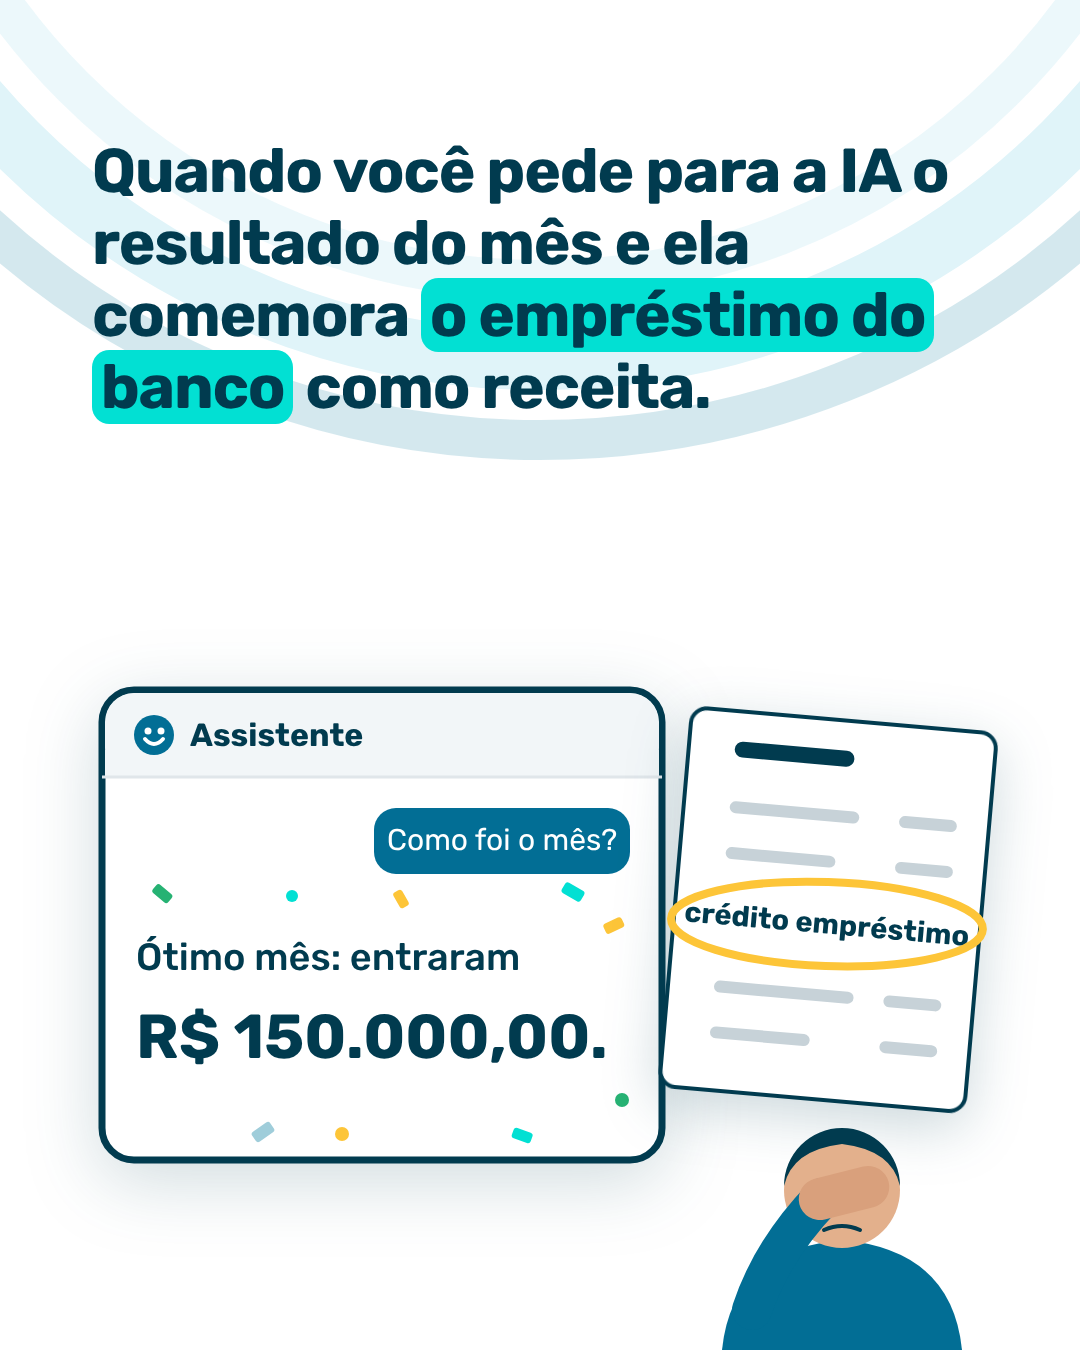 Quando você pede para a IA o
resultado do mês e ela
comemora o empréstimo do
banco como receita.
Assistente
Como foi o mês?
Ótimo mês: entraram
R$ 150.000,00.
crédito empréstimo